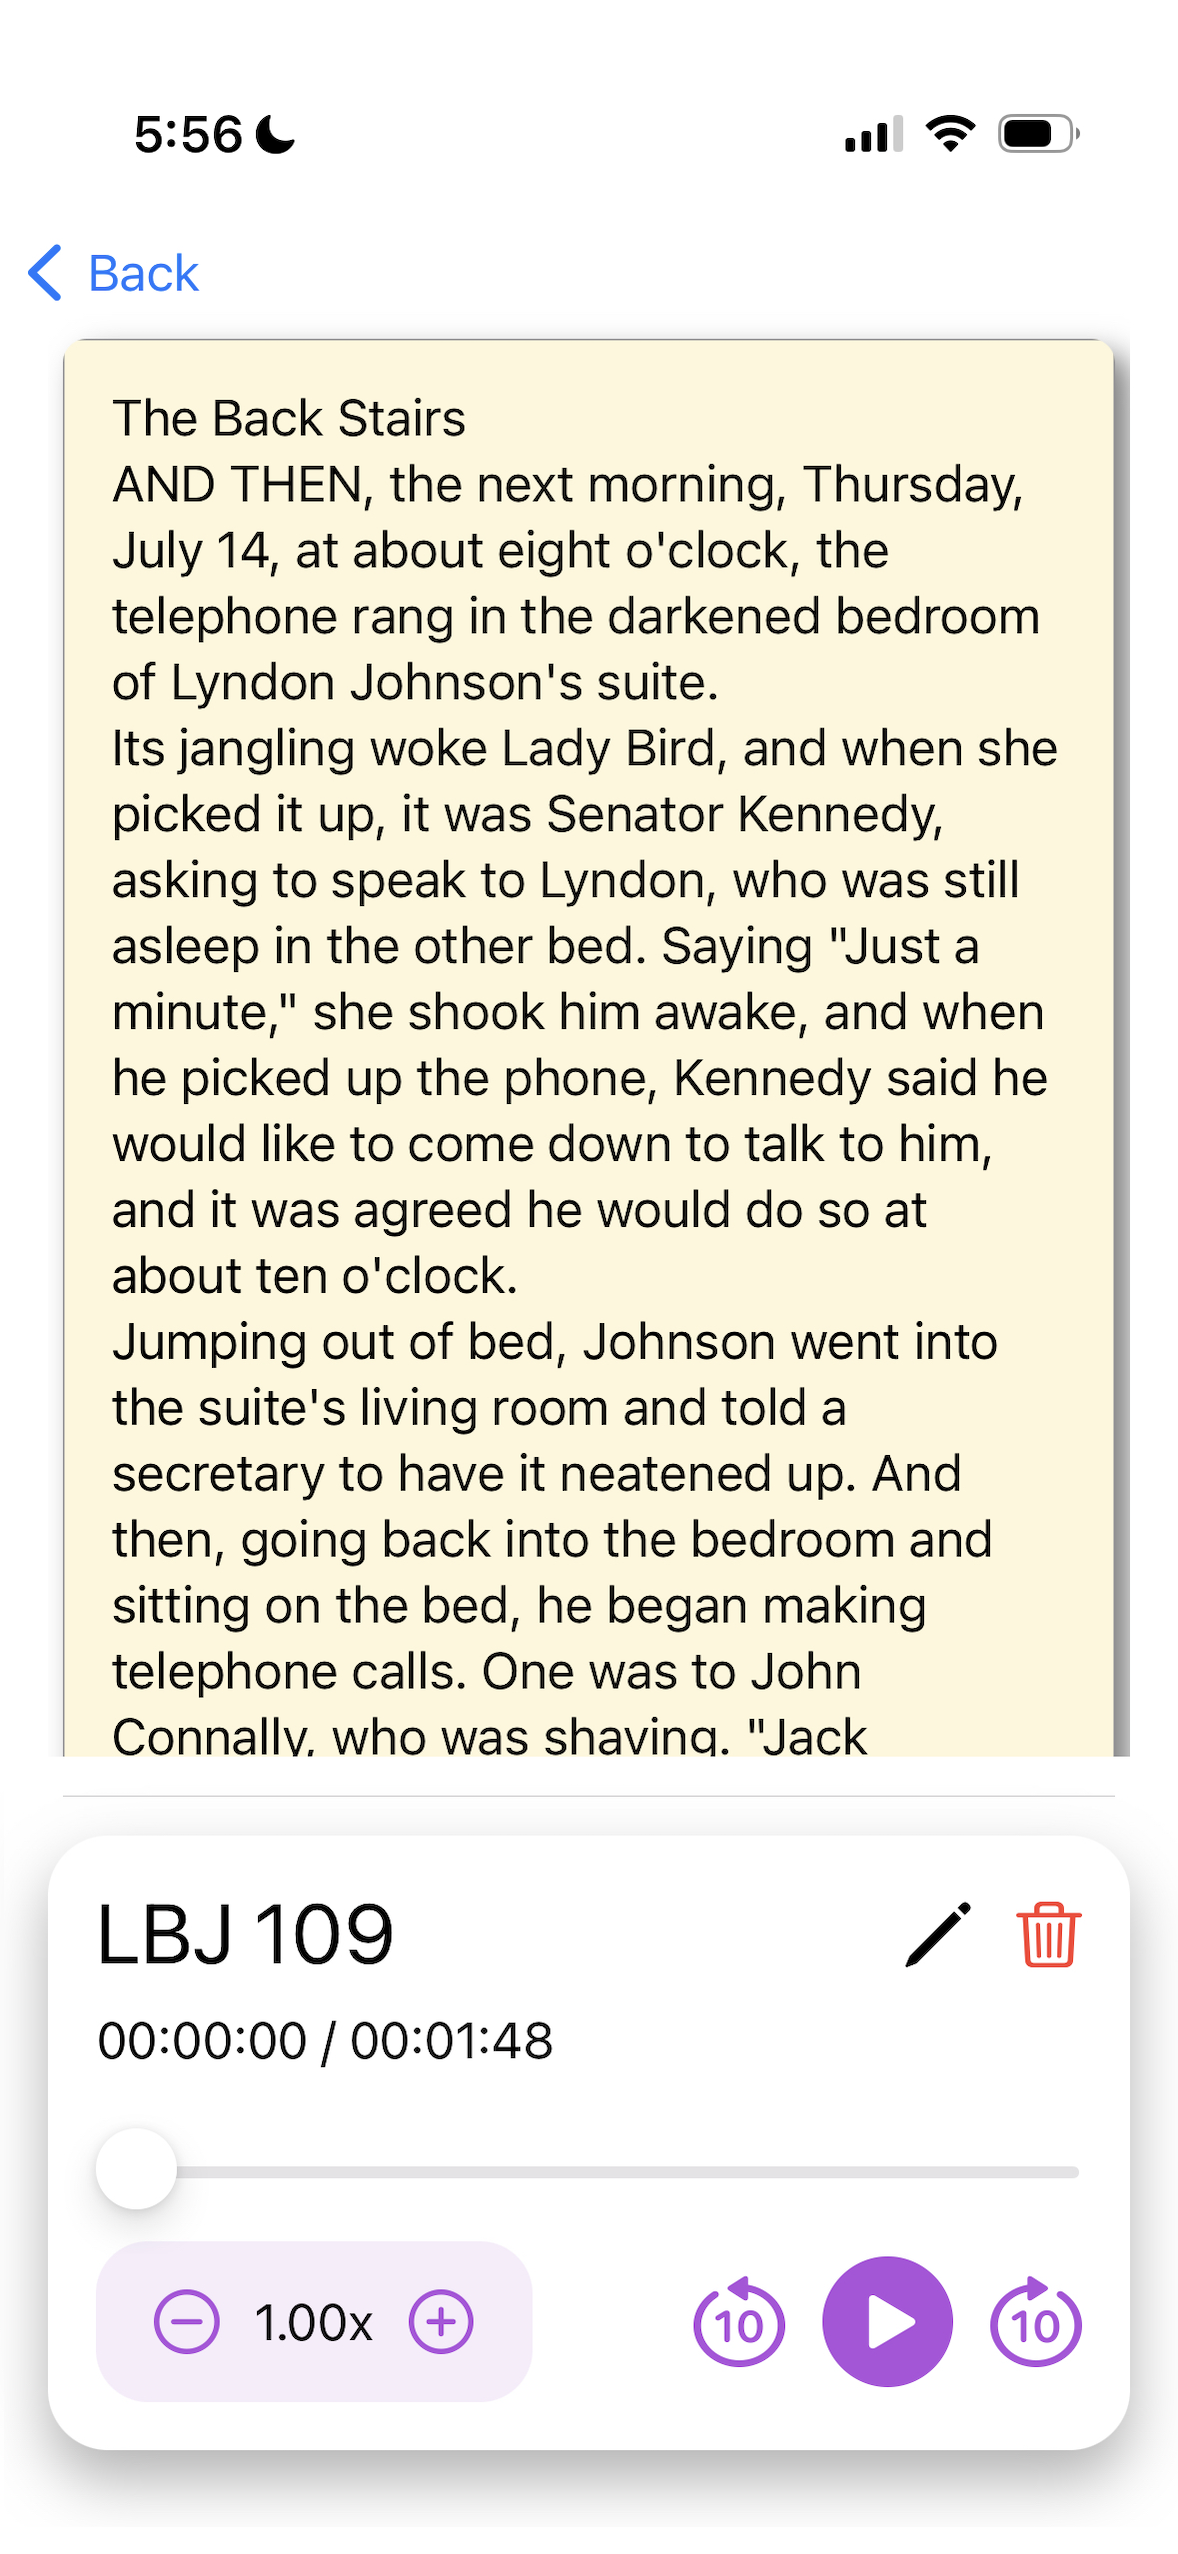 5:56
Back
The Back Stairs
AND THEN, the next morning, Thursday,
July 14, at about eight o'clock, the
telephone rang in the darkened bedroom
of Lyndon Johnson's suite.
Its jangling woke Lady Bird, and when she
picked it up, it was Senator Kennedy,
asking to speak to Lyndon, who was still
asleep in the other bed. Saying "Just a
minute," she shook him awake, and when
he picked up the phone, Kennedy said he
would like to come down to talk to him,
and it was agreed he would do so at
about ten o'clock.
Jumping out of bed, Johnson went into
the suite's living room and told a
secretary to have it neatened up. And
then, going back into the bedroom and
sitting on the bed, he began making
telephone calls. One was to John
Connally, who was shaving. "Jack
LBJ 109
00:00:00 / 00:01:48
1.00x
10
10